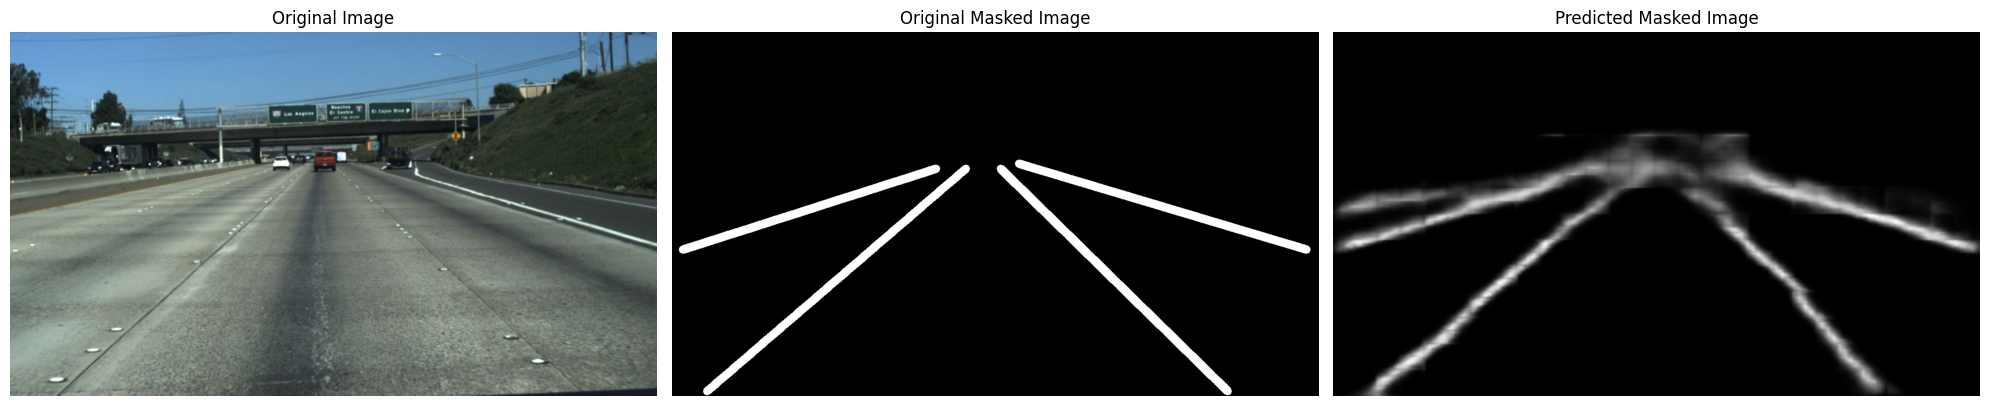 Original Image
Original Masked Image
Predicted Masked Image
Los Angeles
Beaches
El Centro
El Cajon Blvd